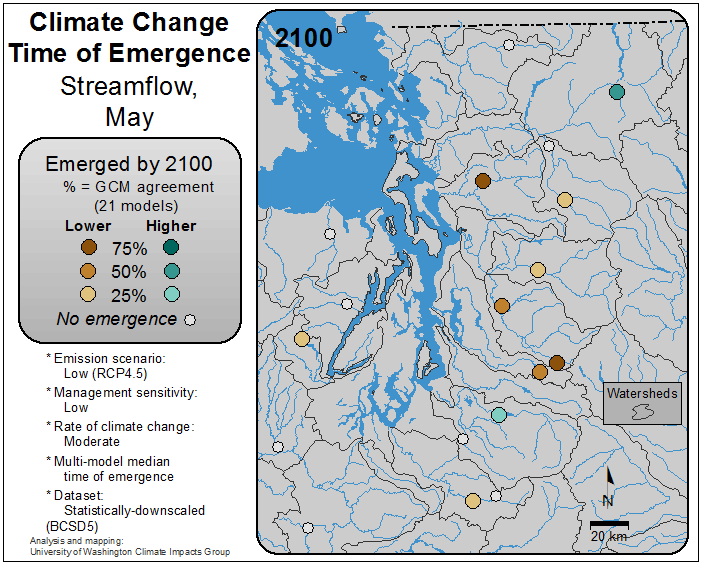 Climate Change
Time of Emergence
Streamflow,
May
Emerged by 2100
% = GCM agreement
(21 models)
Lower Higher
75%
50%
25%
No emergence
* Emission scenario:
Low (RCP4.5)
* Management sensitivity:
Low
* Rate of climate change:
Moderate
* Multi-model median
time of emergence
* Dataset:
Statistically-downscaled
(BCSD5)
Analysis and mapping:
University of Washington Climate Impacts Group
2100
Watersheds
N
20 km